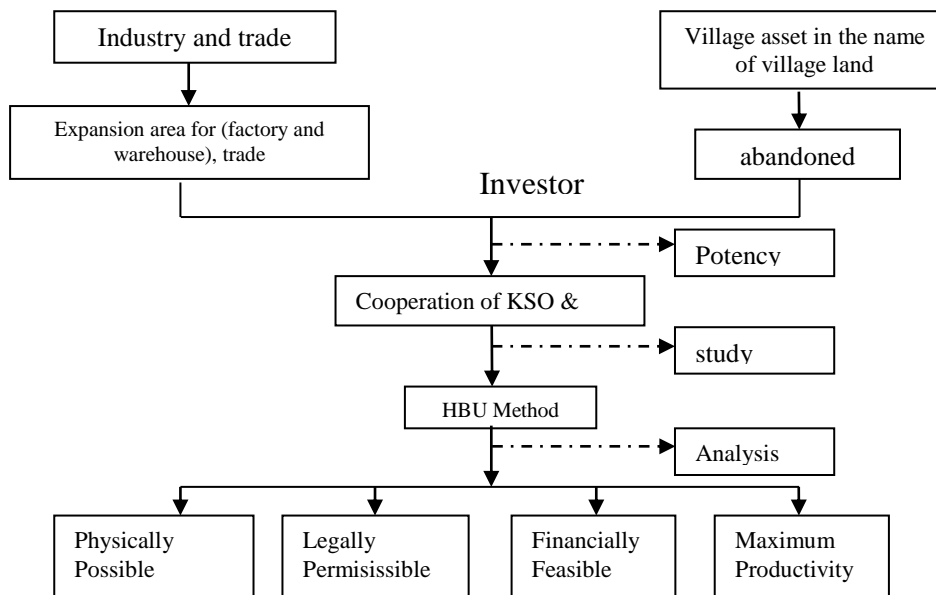 Industry and trade
Village asset in the name
of village land
Expansion area for (factory and
warehouse), trade
abandoned
Investor
Potency
Cooperation of KSO &
study
HBU Method
Analysis
Physically
Possible
Legally
Permisissible
Financially
Feasible
Maximum
Productivity